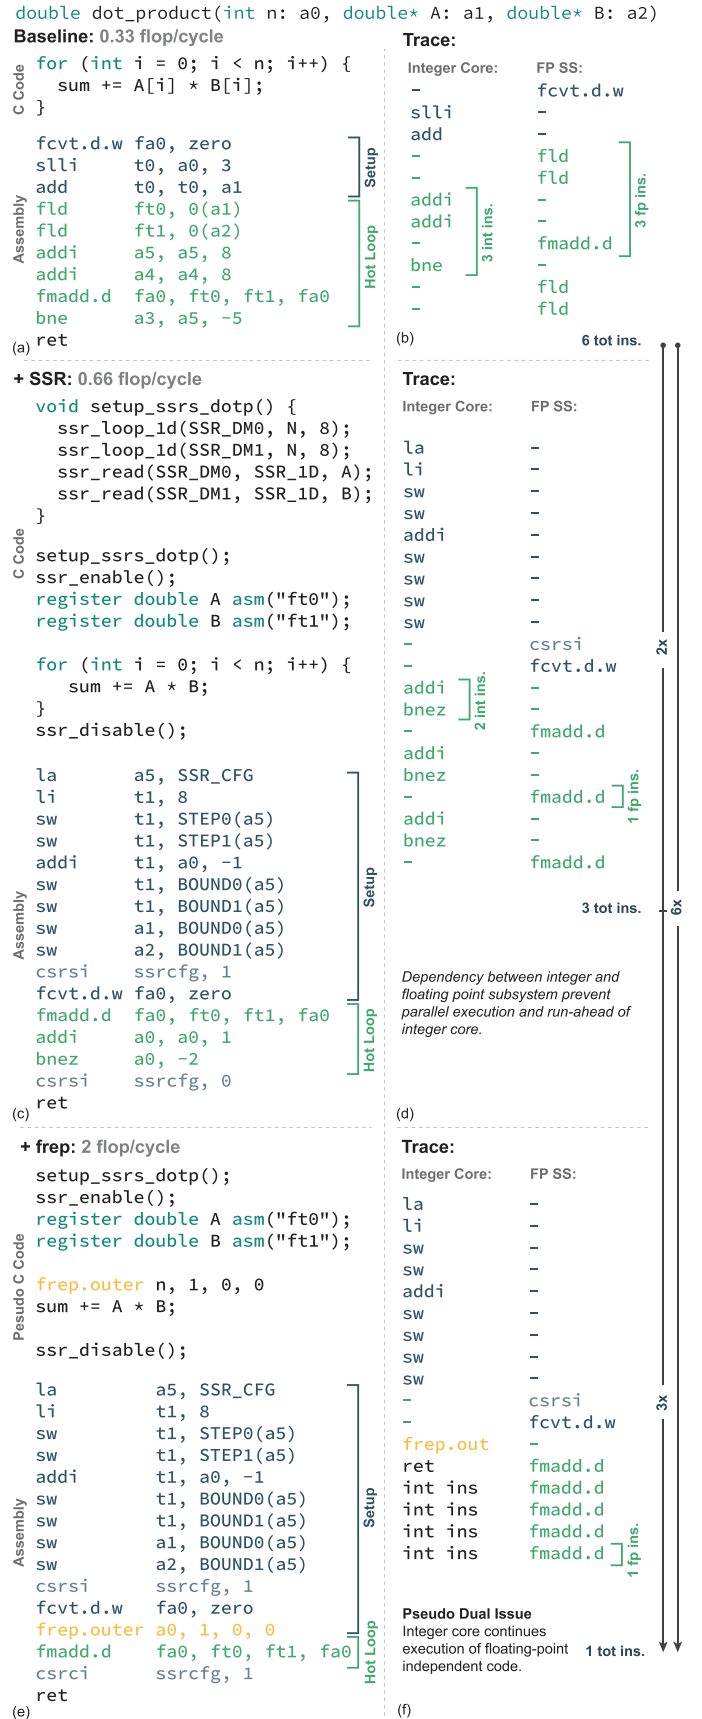 double dot_product(int n: a0, double* A: a1, double* B: a2)
Baseline: 0.33 flop/cycle
C Code
for (int i = 0; i < n; i++) {
sum += A[i] * B[i];
}
Assembly
fcvt.d.w fa0, zero
slli t0, a0, 3
add t0, t0, a1
fld ft0, 0(a1)
fld ft1, 0(a2)
addi a5, a5, 8
addi a4, a4, 8
fmadd.d fa0, ft0, ft1, fa0
bne a3, a5, -5
ret
Setup
Hot Loop
(a)
Trace:
Integer Core: FP SS:
– fcvt.d.w
slli –
add –
– fld
– fld
addi –
addi –
– fmadd.d
bne –
– fld
– fld
3 int ins.
3 fp ins.
(b)
6 tot ins.
+ SSR: 0.66 flop/cycle
C Code
void setup_ssrs_dotp() {
ssr_loop_1d(SSR_DM0, N, 8);
ssr_loop_1d(SSR_DM1, N, 8);
ssr_read(SSR_DM0, SSR_1D, A);
ssr_read(SSR_DM1, SSR_1D, B);
}
setup_ssrs_dotp();
ssr_enable();
register double A asm("ft0");
register double B asm("ft1");
for (int i = 0; i < n; i++) {
sum += A * B;
}
ssr_disable();
Assembly
la a5, SSR_CFG
li t1, 8
sw t1, STEP0(a5)
sw t1, STEP1(a5)
addi t1, a0, -1
sw t1, BOUND0(a5)
sw t1, BOUND1(a5)
sw a1, BOUND0(a5)
sw a2, BOUND1(a5)
csrsi ssrcfg, 1
fcvt.d.w fa0, zero
fmadd.d fa0, ft0, ft1, fa0
addi a0, a0, 1
bnez a0, -2
csrsi ssrcfg, 0
ret
Setup
Hot Loop
(c)
Trace:
Integer Core: FP SS:
la –
li –
sw –
sw –
addi –
sw –
sw –
sw –
sw –
– csrsi
– fcvt.d.w
addi –
bnez –
– fmadd.d
addi –
bnez –
– fmadd.d
addi –
bnez –
– fmadd.d
2 int ins.
1 fp ins.
3 tot ins.
2x
6x
Dependency between integer and
floating point subsystem prevent
parallel execution and run-ahead of
integer core.
(d)
+ frep: 2 flop/cycle
Pesudo C Code
setup_ssrs_dotp();
ssr_enable();
register double A asm("ft0");
register double B asm("ft1");
frep.outer n, 1, 0, 0
sum += A * B;
ssr_disable();
Assembly
la a5, SSR_CFG
li t1, 8
sw t1, STEP0(a5)
sw t1, STEP1(a5)
addi t1, a0, -1
sw t1, BOUND0(a5)
sw t1, BOUND1(a5)
sw a1, BOUND0(a5)
sw a2, BOUND1(a5)
csrsi ssrcfg, 1
fcvt.d.w fa0, zero
frep.outer a0, 1, 0, 0
fmadd.d fa0, ft0, ft1, fa0
csrci ssrcfg, 1
ret
Setup
Hot Loop
(e)
Trace:
Integer Core: FP SS:
la –
li –
sw –
sw –
addi –
sw –
sw –
sw –
sw –
– csrsi
– fcvt.d.w
frep.out –
ret fmadd.d
int ins fmadd.d
int ins fmadd.d
int ins fmadd.d
int ins fmadd.d
1 fp ins.
3x
Pseudo Dual Issue
Integer core continues
execution of floating-point
independent code.
1 tot ins.
(f)